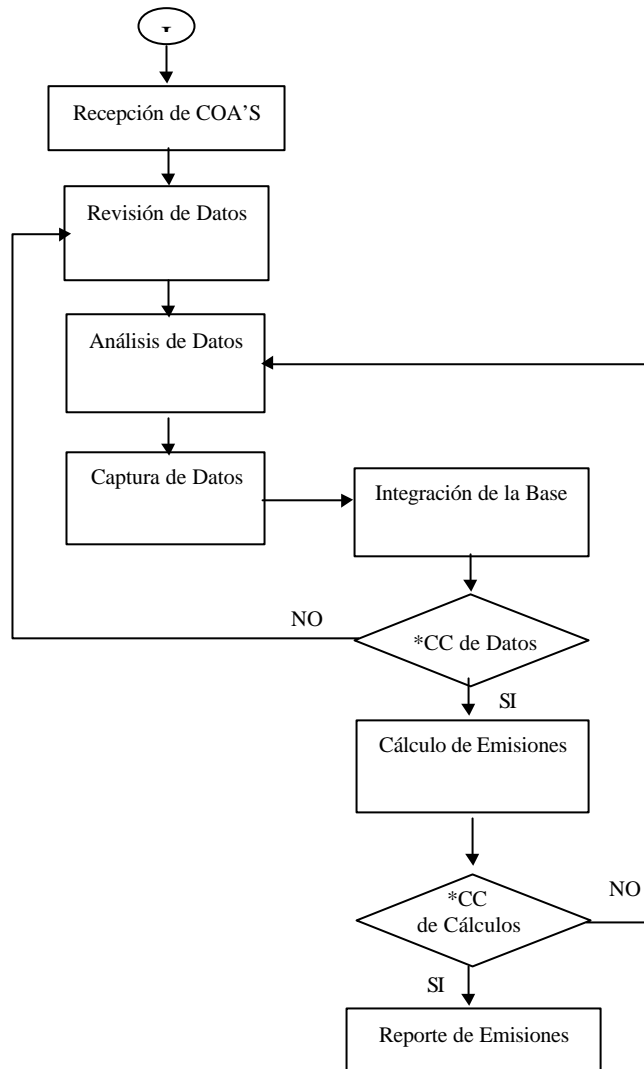 Recepción de COA'S
Revisión de Datos
Análisis de Datos
Captura de Datos
Integración de la Base
NO
*CC de Datos
SI
Cálculo de Emisiones
*CC
de Cálculos
NO
SI
Reporte de Emisiones